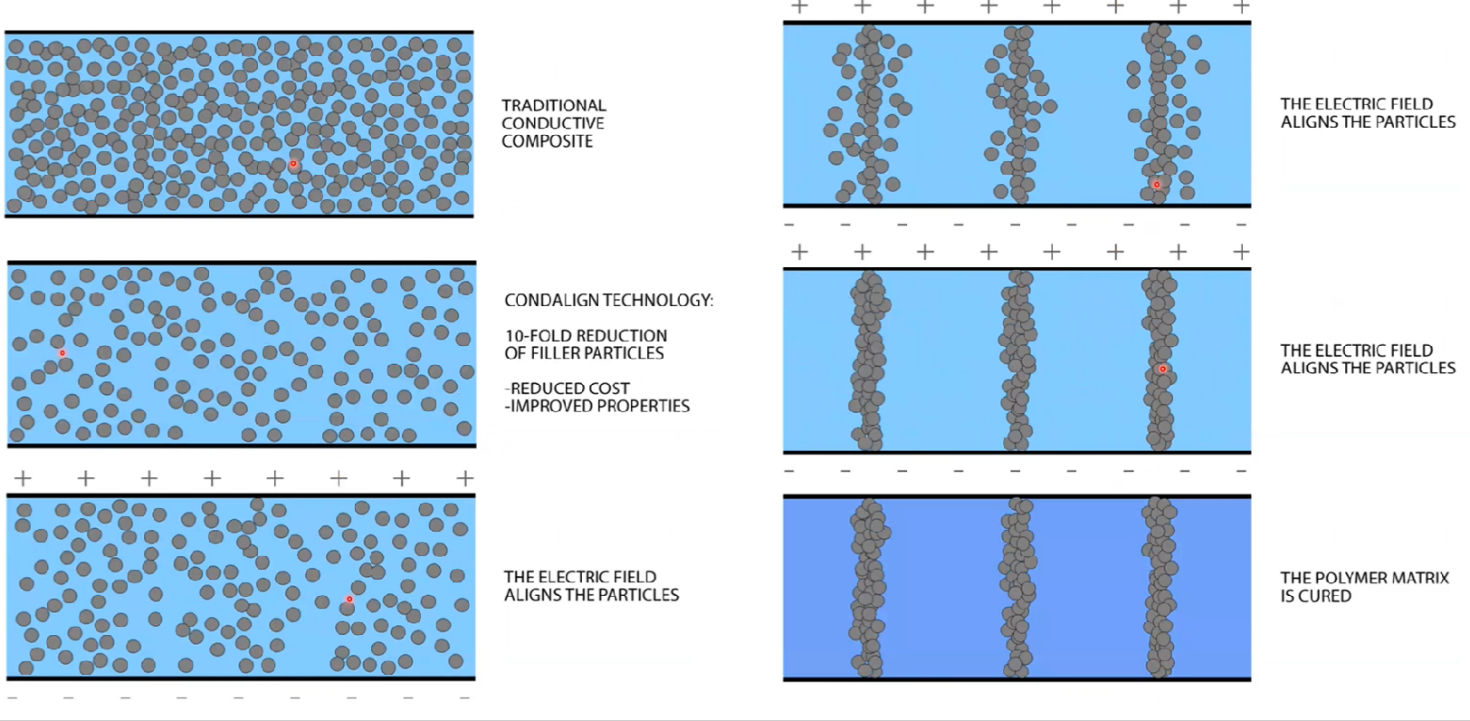 TRADITIONAL
CONDUCTIVE
COMPOSITE
CONDALIGN TECHNOLOGY:
10-FOLD REDUCTION
OF FILLER PARTICLES
-REDUCED COST
-IMPROVED PROPERTIES
+ + + + + + + +
THE ELECTRIC FIELD
ALIGNS THE PARTICLES
- - - - - - - - -
+ + + + + + + +
THE ELECTRIC FIELD
ALIGNS THE PARTICLES
- - - - - - - - -
+ + + + + + + +
THE ELECTRIC FIELD
ALIGNS THE PARTICLES
- - - - - - - - -
THE POLYMER MATRIX
IS CURED